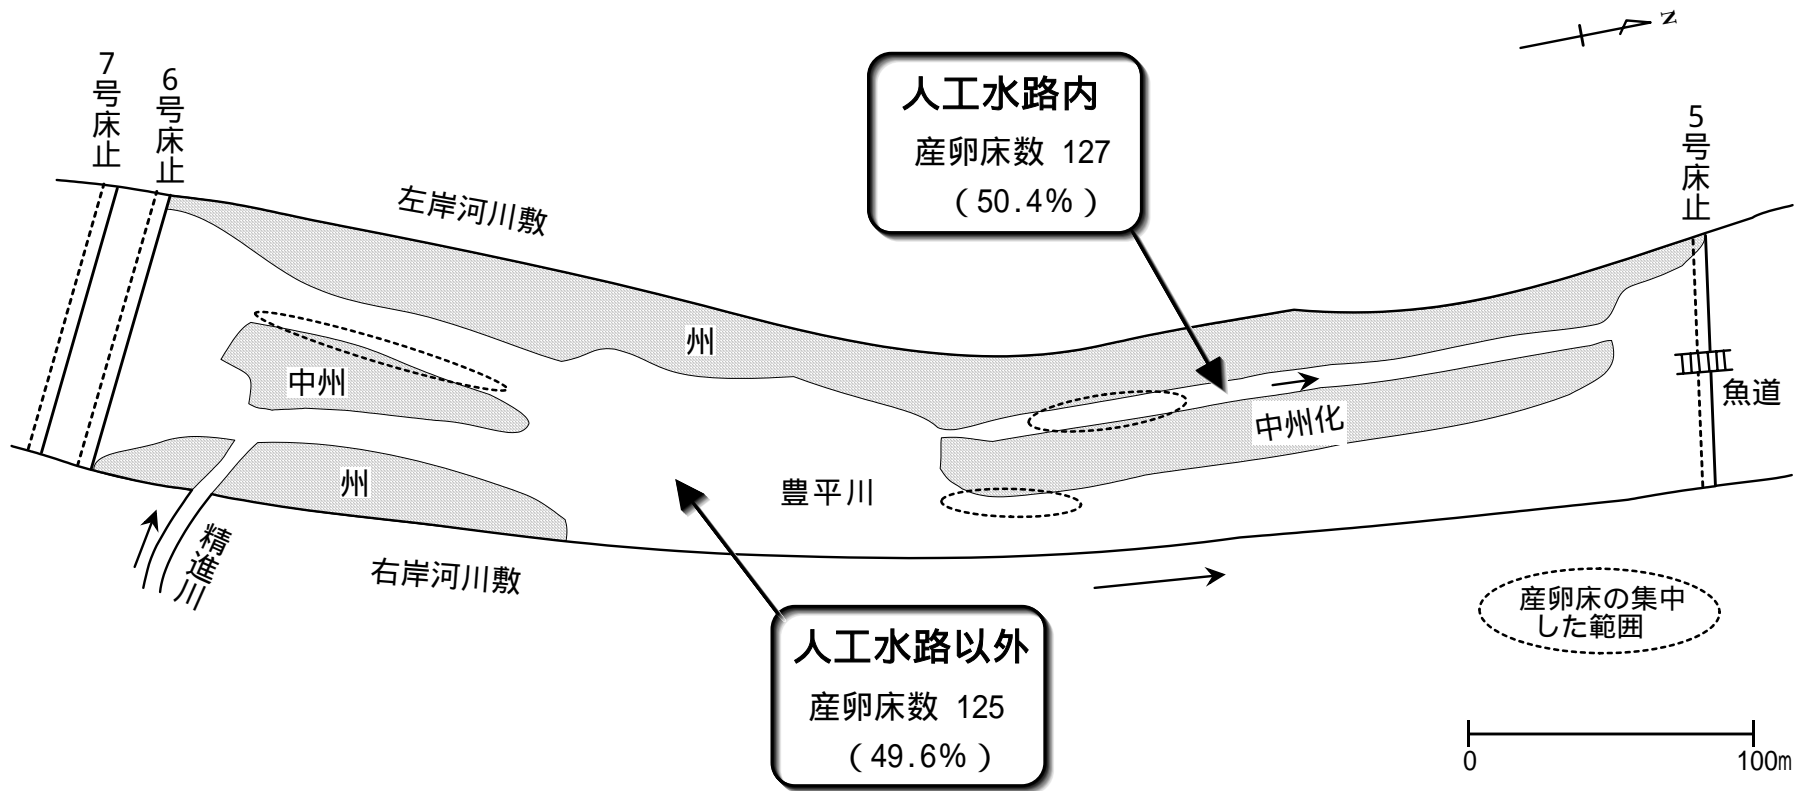 N
7号床止
6号床止
人工水路内
産卵床数 127
（50.4％）
5号床止
左岸河川敷
州
中州
中州化
魚道
州
豊平川
精進川
右岸河川敷
産卵床の集中
した範囲
人工水路以外
産卵床数 125
（49.6％）
0
100m